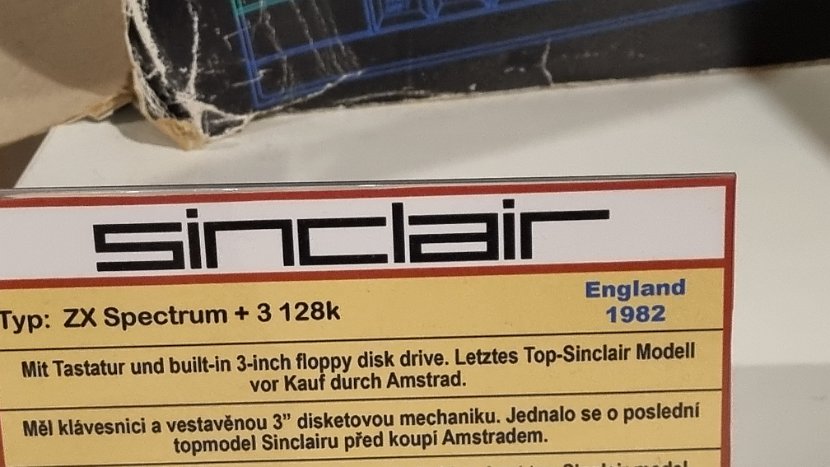 sinclair
Typ: ZX Spectrum + 3 128k
England
1982
Mit Tastatur und built-in 3-inch floppy disk drive. Letztes Top-Sinclair Modell
vor Kauf durch Amstrad.
Měl klávesnici a vestavěnou 3” disketovou mechaniku. Jednalo se o poslední
topmodel Sinclairu před koupí Amstradem.